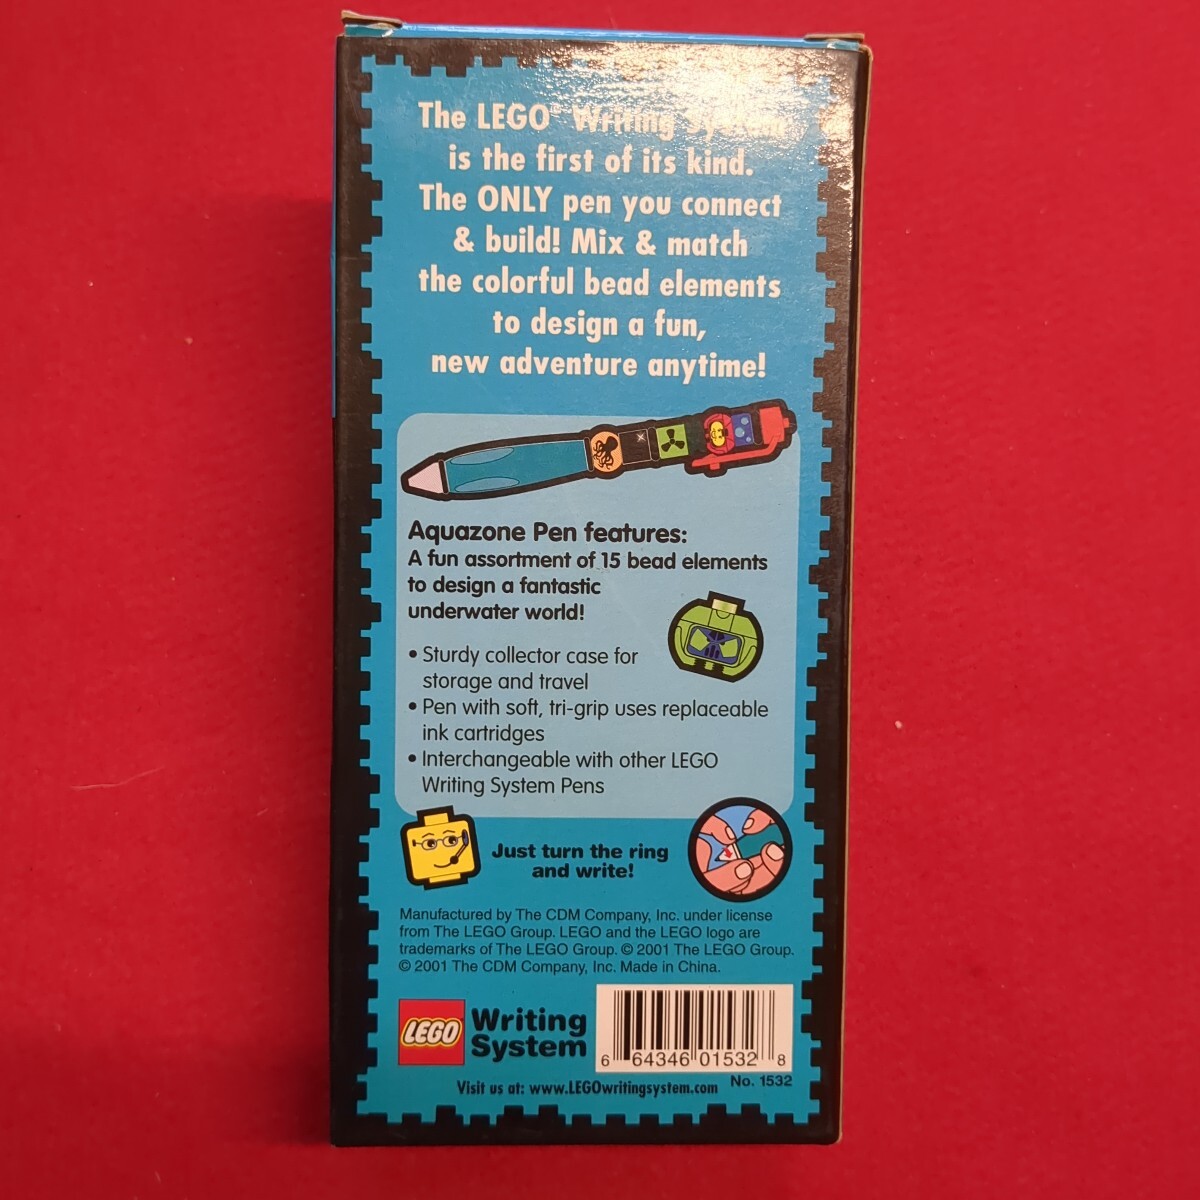 The LEGO™ Writing System
is the first of its kind.
The ONLY pen you connect
& build! Mix & match
the colorful bead elements
to design a fun,
new adventure anytime!
Aquazone Pen features:
A fun assortment of 15 bead elements
to design a fantastic
underwater world!
• Sturdy collector case for
storage and travel
• Pen with soft, tri-grip uses replaceable
ink cartridges
• Interchangeable with other LEGO
Writing System Pens
Just turn the ring
and write!
Manufactured by The CDM Company, Inc. under license
from The LEGO Group. LEGO and the LEGO logo are
trademarks of The LEGO Group. © 2001 The LEGO Group.
© 2001 The CDM Company, Inc. Made in China.
LEGO Writing
System
6 64346 01532 8
Visit us at: www.LEGOwritingsystem.com No. 1532